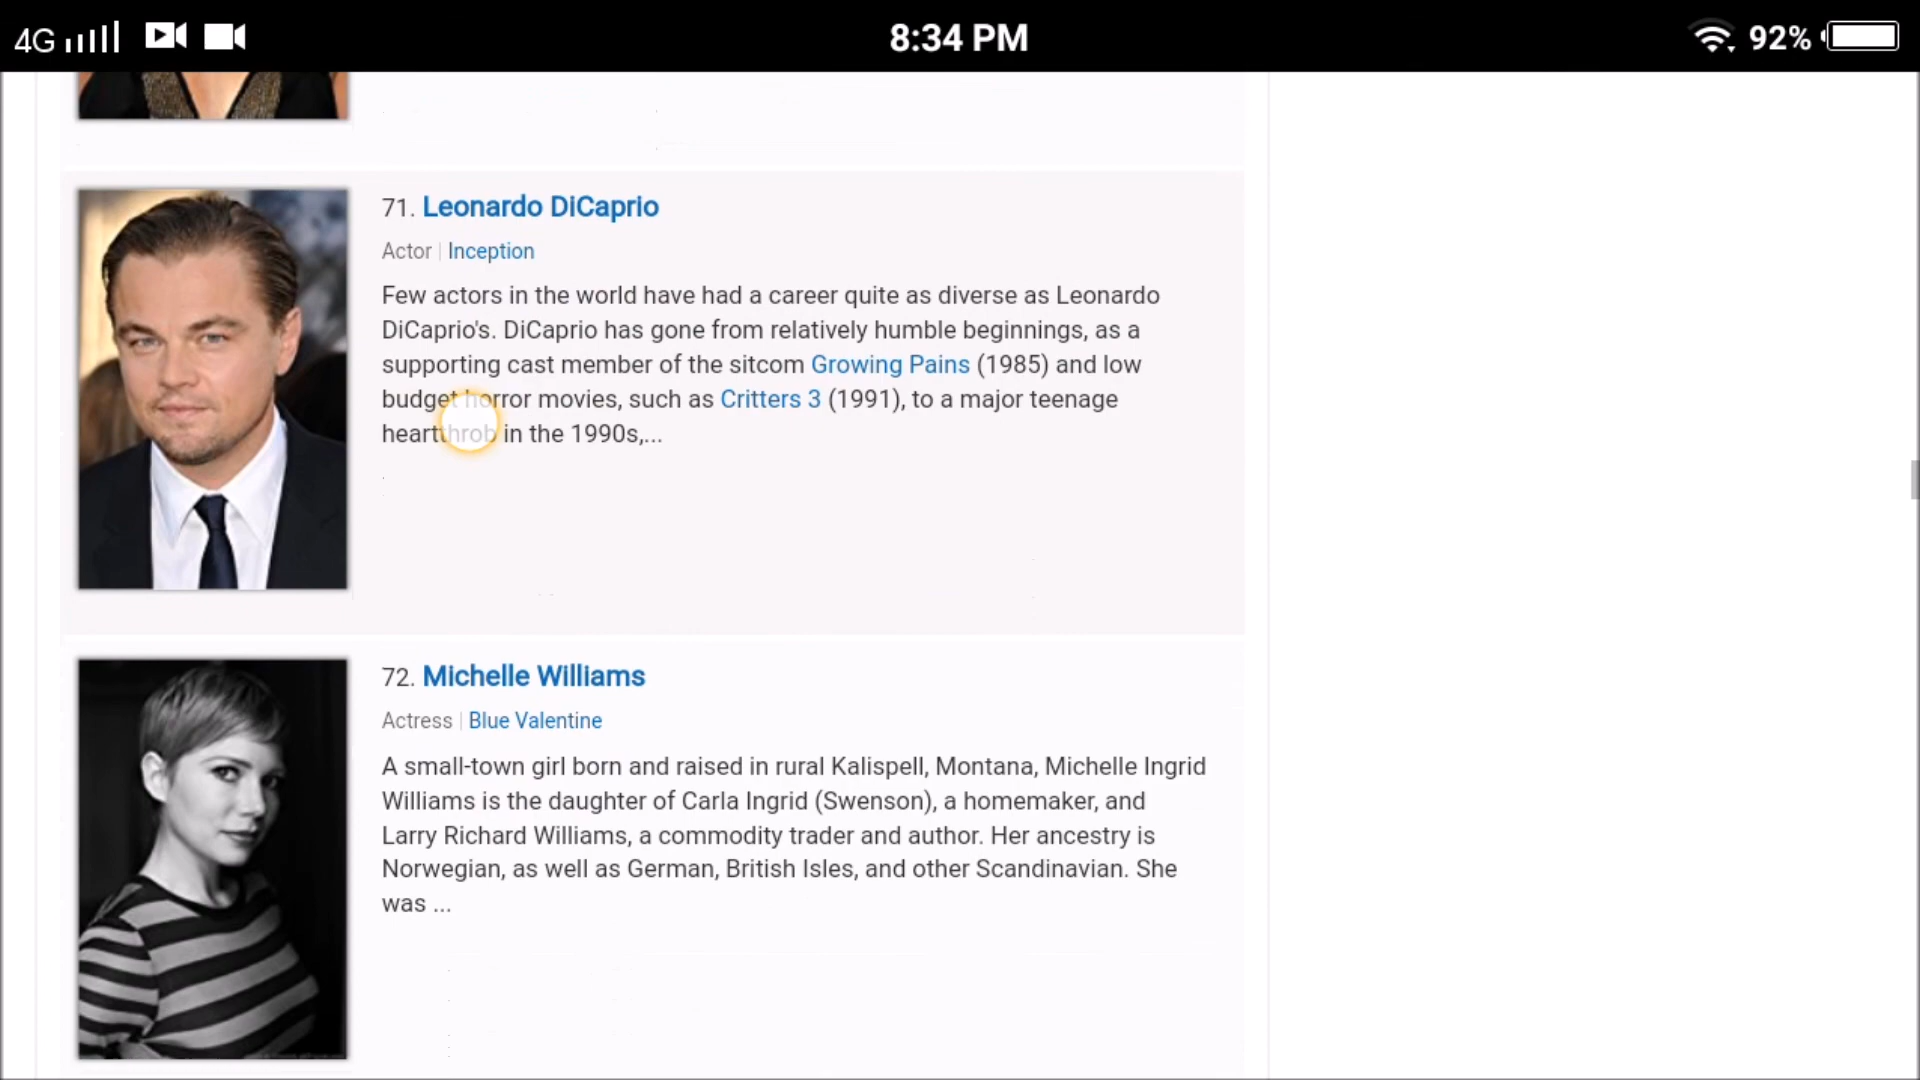 4G 8:34 PM 92%
71. Leonardo DiCaprio
Actor | Inception
Few actors in the world have had a career quite as diverse as Leonardo
DiCaprio's. DiCaprio has gone from relatively humble beginnings, as a
supporting cast member of the sitcom Growing Pains (1985) and low
budget horror movies, such as Critters 3 (1991), to a major teenage
heartthrob in the 1990s,...
72. Michelle Williams
Actress | Blue Valentine
A small-town girl born and raised in rural Kalispell, Montana, Michelle Ingrid
Williams is the daughter of Carla Ingrid (Swenson), a homemaker, and
Larry Richard Williams, a commodity trader and author. Her ancestry is
Norwegian, as well as German, British Isles, and other Scandinavian. She
was ...